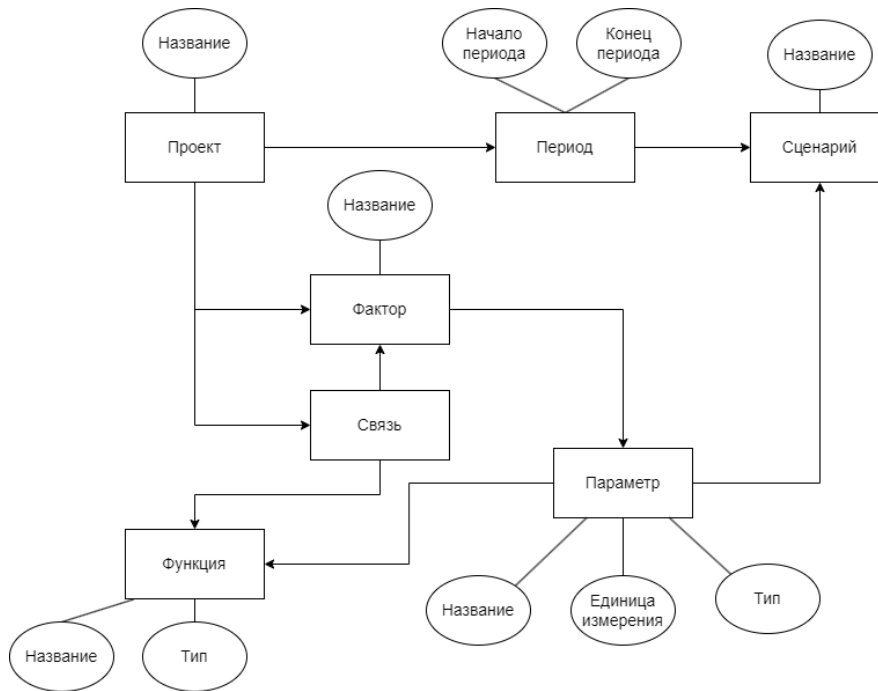 Название
Начало
периода
Конец
периода
Название
Проект
Период
Сценарий
Название
Фактор
Связь
Параметр
Функция
Название
Единица
измерения
Тип
Название
Тип